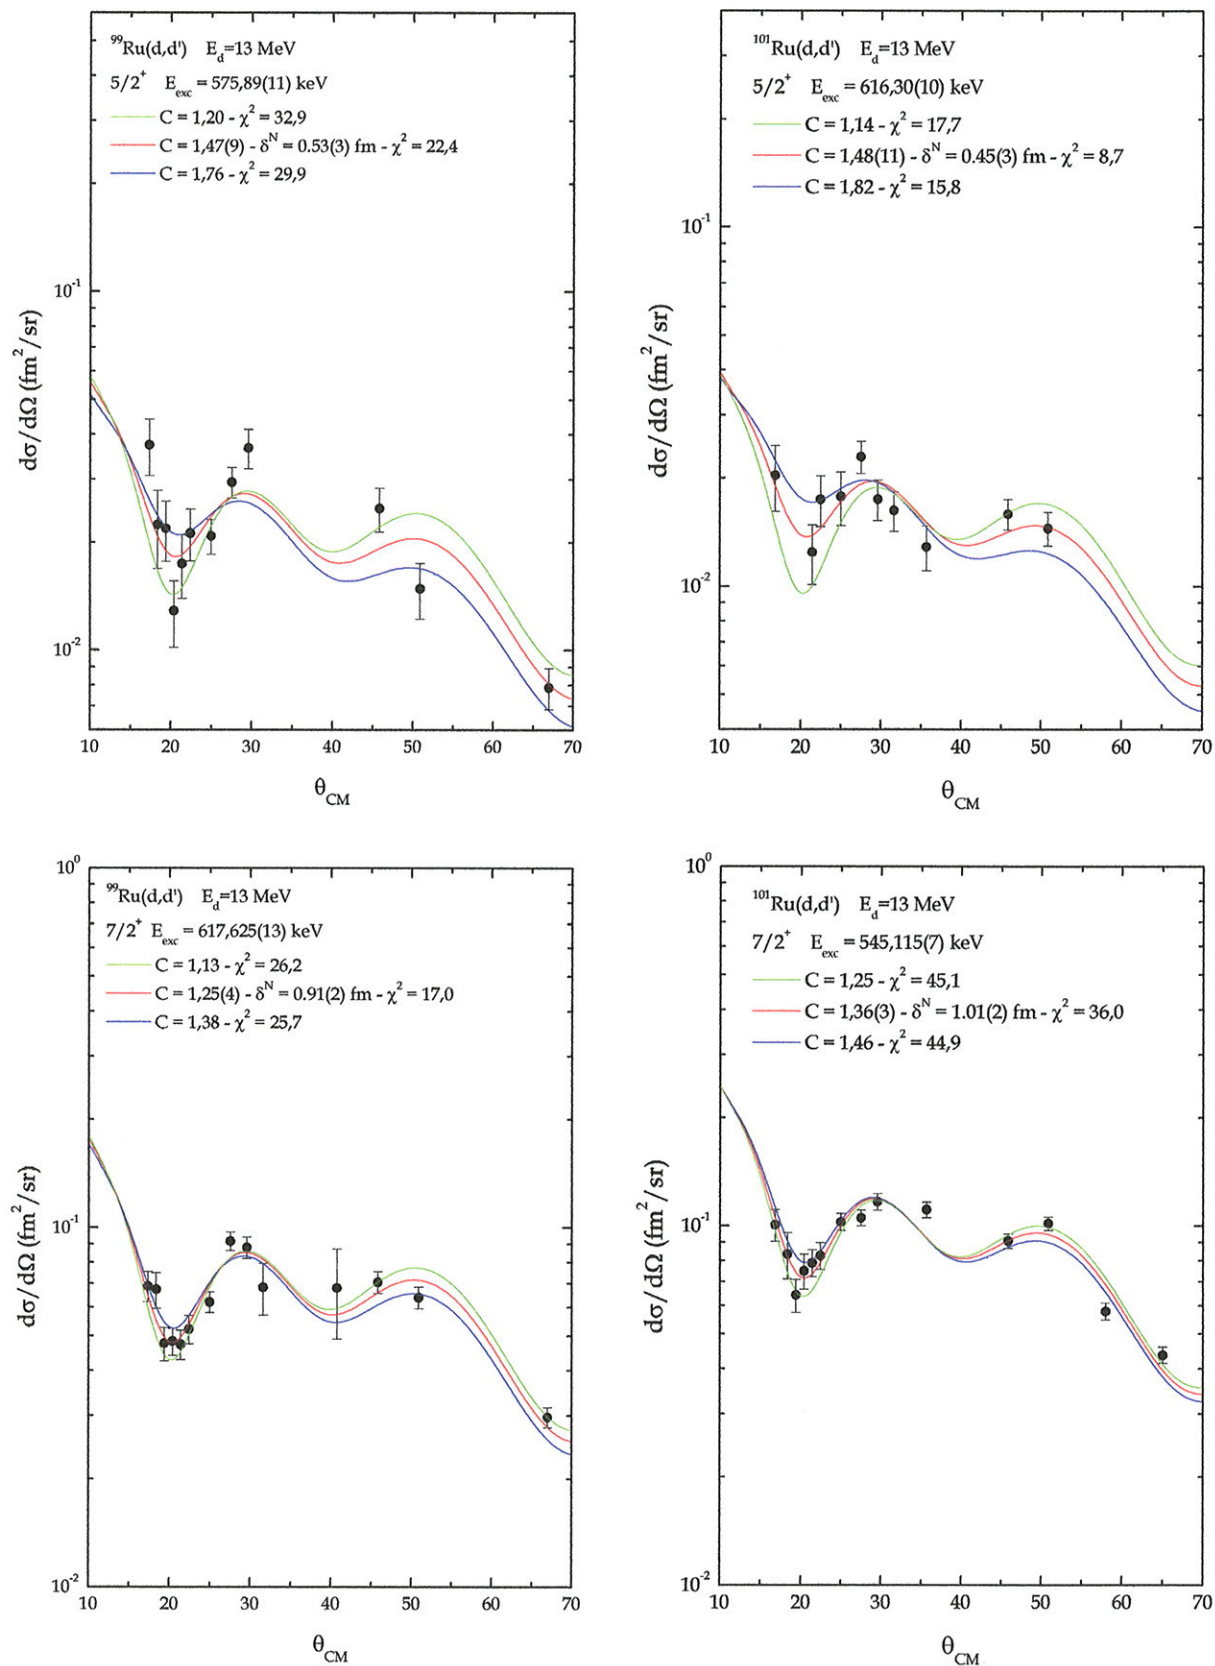 ⁹⁹Ru(d,d') E_d=13 MeV
5/2⁺ E_exc = 575,89(11) keV
C = 1,20 - χ² = 32,9
C = 1,47(9) - δᴺ = 0.53(3) fm - χ² = 22,4
C = 1,76 - χ² = 29,9
10⁻¹
10⁻²
dσ/dΩ (fm²/sr)
10 20 30 40 50 60 70
θ_CM
¹⁰¹Ru(d,d') E_d=13 MeV
5/2⁺ E_exc = 616,30(10) keV
C = 1,14 - χ² = 17,7
C = 1,48(11) - δᴺ = 0.45(3) fm - χ² = 8,7
C = 1,82 - χ² = 15,8
10⁻¹
10⁻²
dσ/dΩ (fm²/sr)
10 20 30 40 50 60 70
θ_CM
10⁰
⁹⁹Ru(d,d') E_d=13 MeV
7/2⁺ E_exc = 617,625(13) keV
C = 1,13 - χ² = 26,2
C = 1,25(4) - δᴺ = 0.91(2) fm - χ² = 17,0
C = 1,38 - χ² = 25,7
10⁻¹
10⁻²
dσ/dΩ (fm²/sr)
10 20 30 40 50 60 70
θ_CM
10⁰
¹⁰¹Ru(d,d') E_d=13 MeV
7/2⁺ E_exc = 545,115(7) keV
C = 1,25 - χ² = 45,1
C = 1,36(3) - δᴺ = 1.01(2) fm - χ² = 36,0
C = 1,46 - χ² = 44,9
10⁻¹
10⁻²
dσ/dΩ (fm²/sr)
10 20 30 40 50 60 70
θ_CM